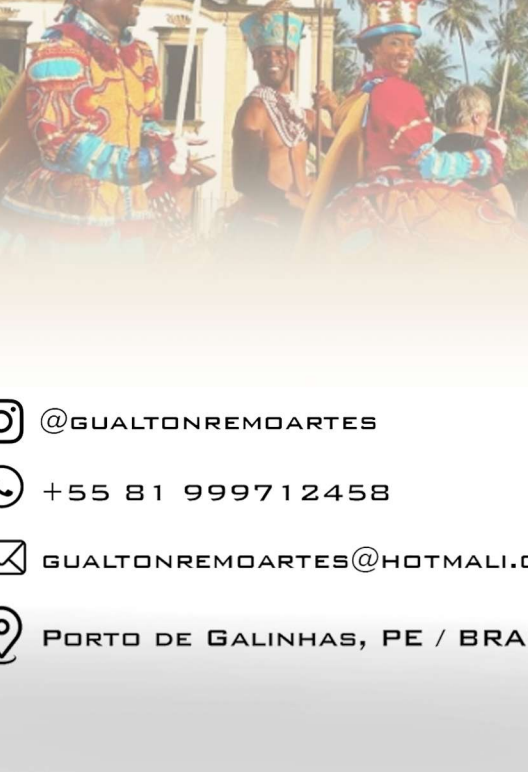 @GUALTONREMOARTES
+55 81 999712458
GUALTONREMOARTES@HOTMALI.C
PORTO DE GALINHAS, PE / BRA